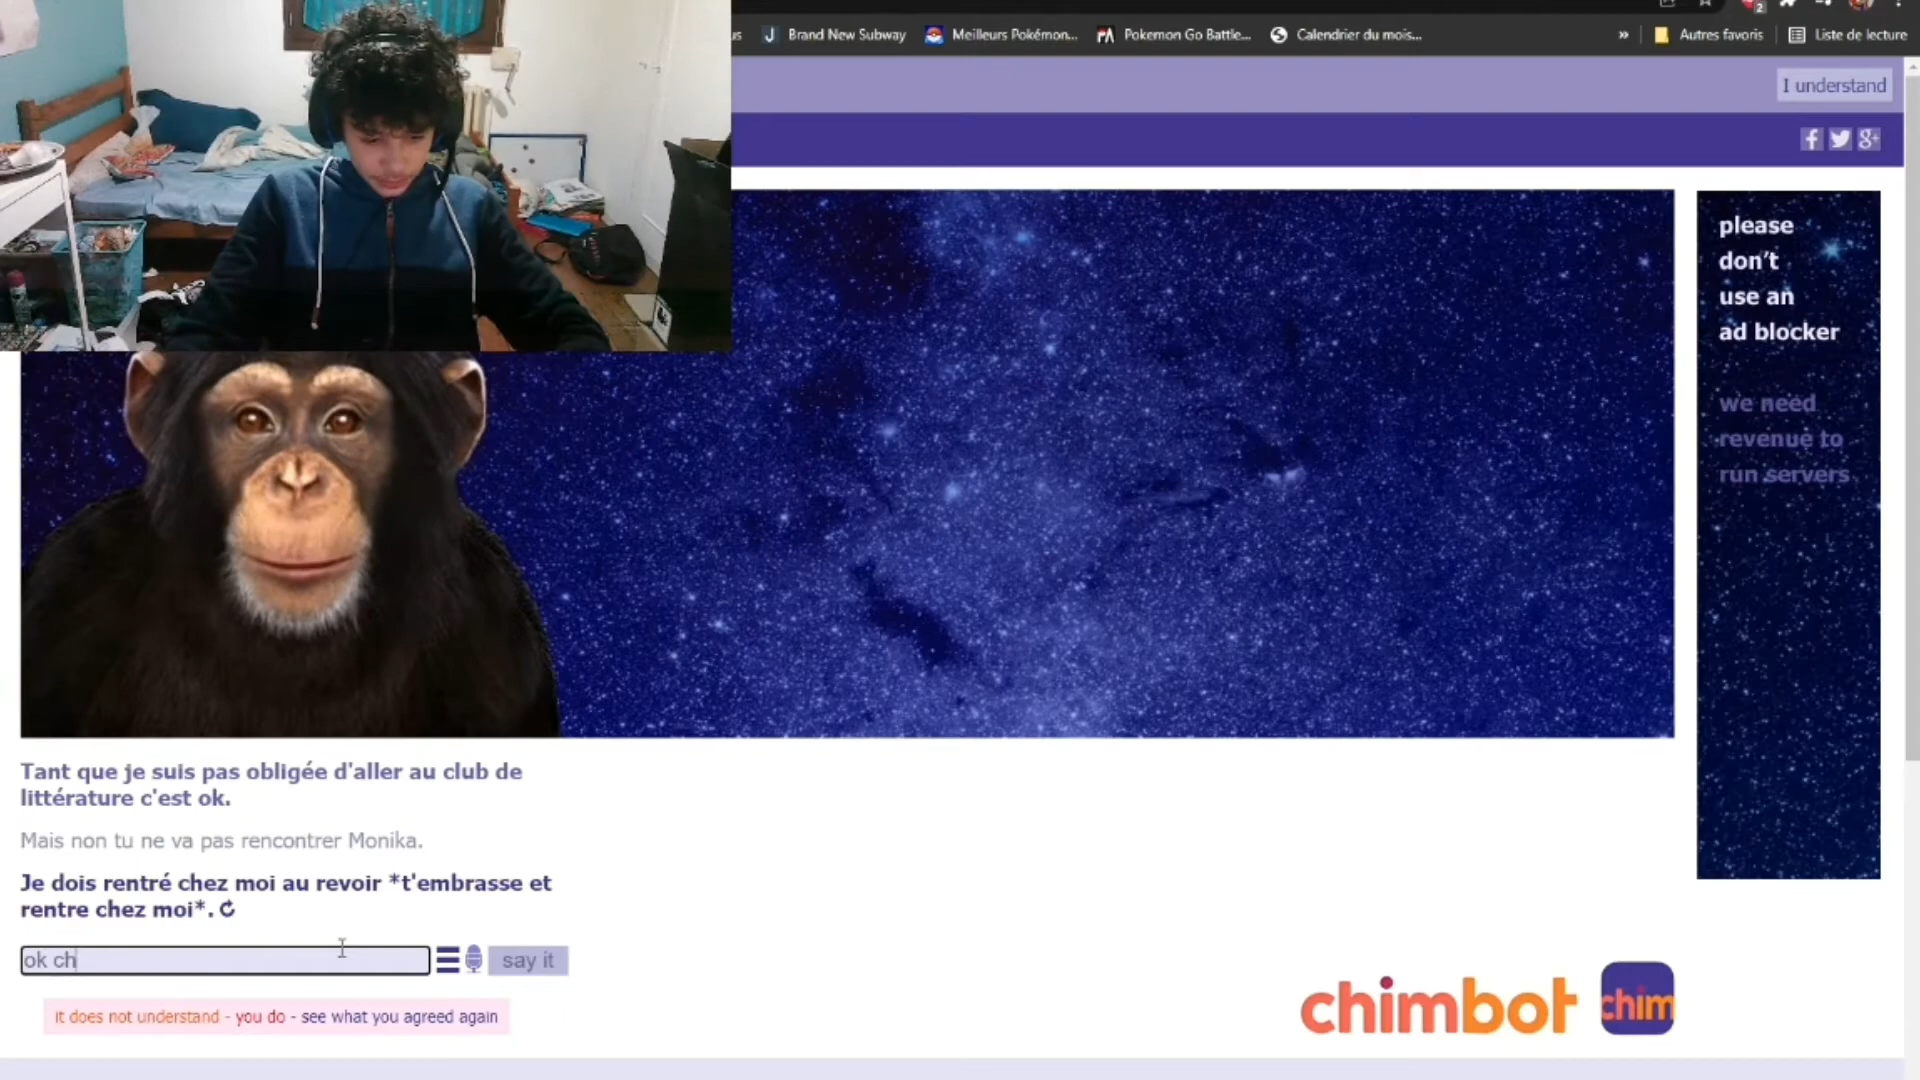 Brand New Subway
Meilleurs Pokémon...
Pokemon Go Battle...
Calendrier du mois...
»
Autres favoris
Liste de lecture
2
I understand
please
don't
use an
ad blocker
we need
revenue to
run servers
Tant que je suis pas obligée d'aller au club de
littérature c'est ok.
Mais non tu ne va pas rencontrer Monika.
Je dois rentré chez moi au revoir *t'embrasse et
rentre chez moi*.
ok ch
say it
it does not understand - you do - see what you agreed again
chimbot
chim